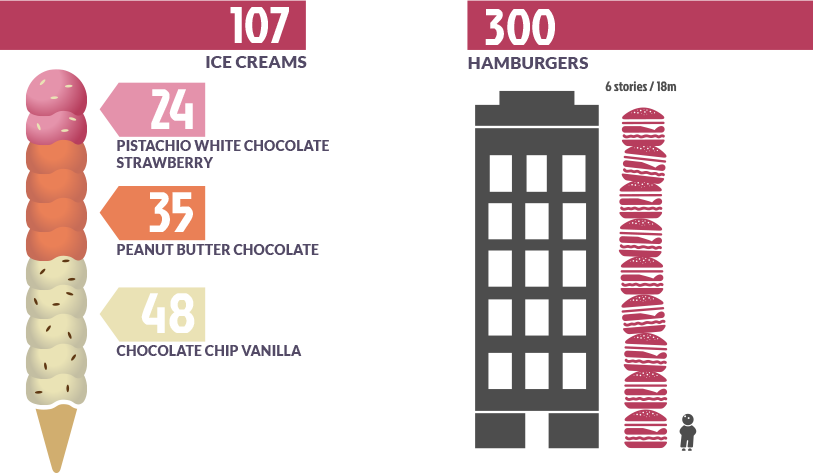 107
ICE CREAMS
24
PISTACHIO WHITE CHOCOLATE
STRAWBERRY
35
PEANUT BUTTER CHOCOLATE
48
CHOCOLATE CHIP VANILLA
300
HAMBURGERS
6 stories / 18m